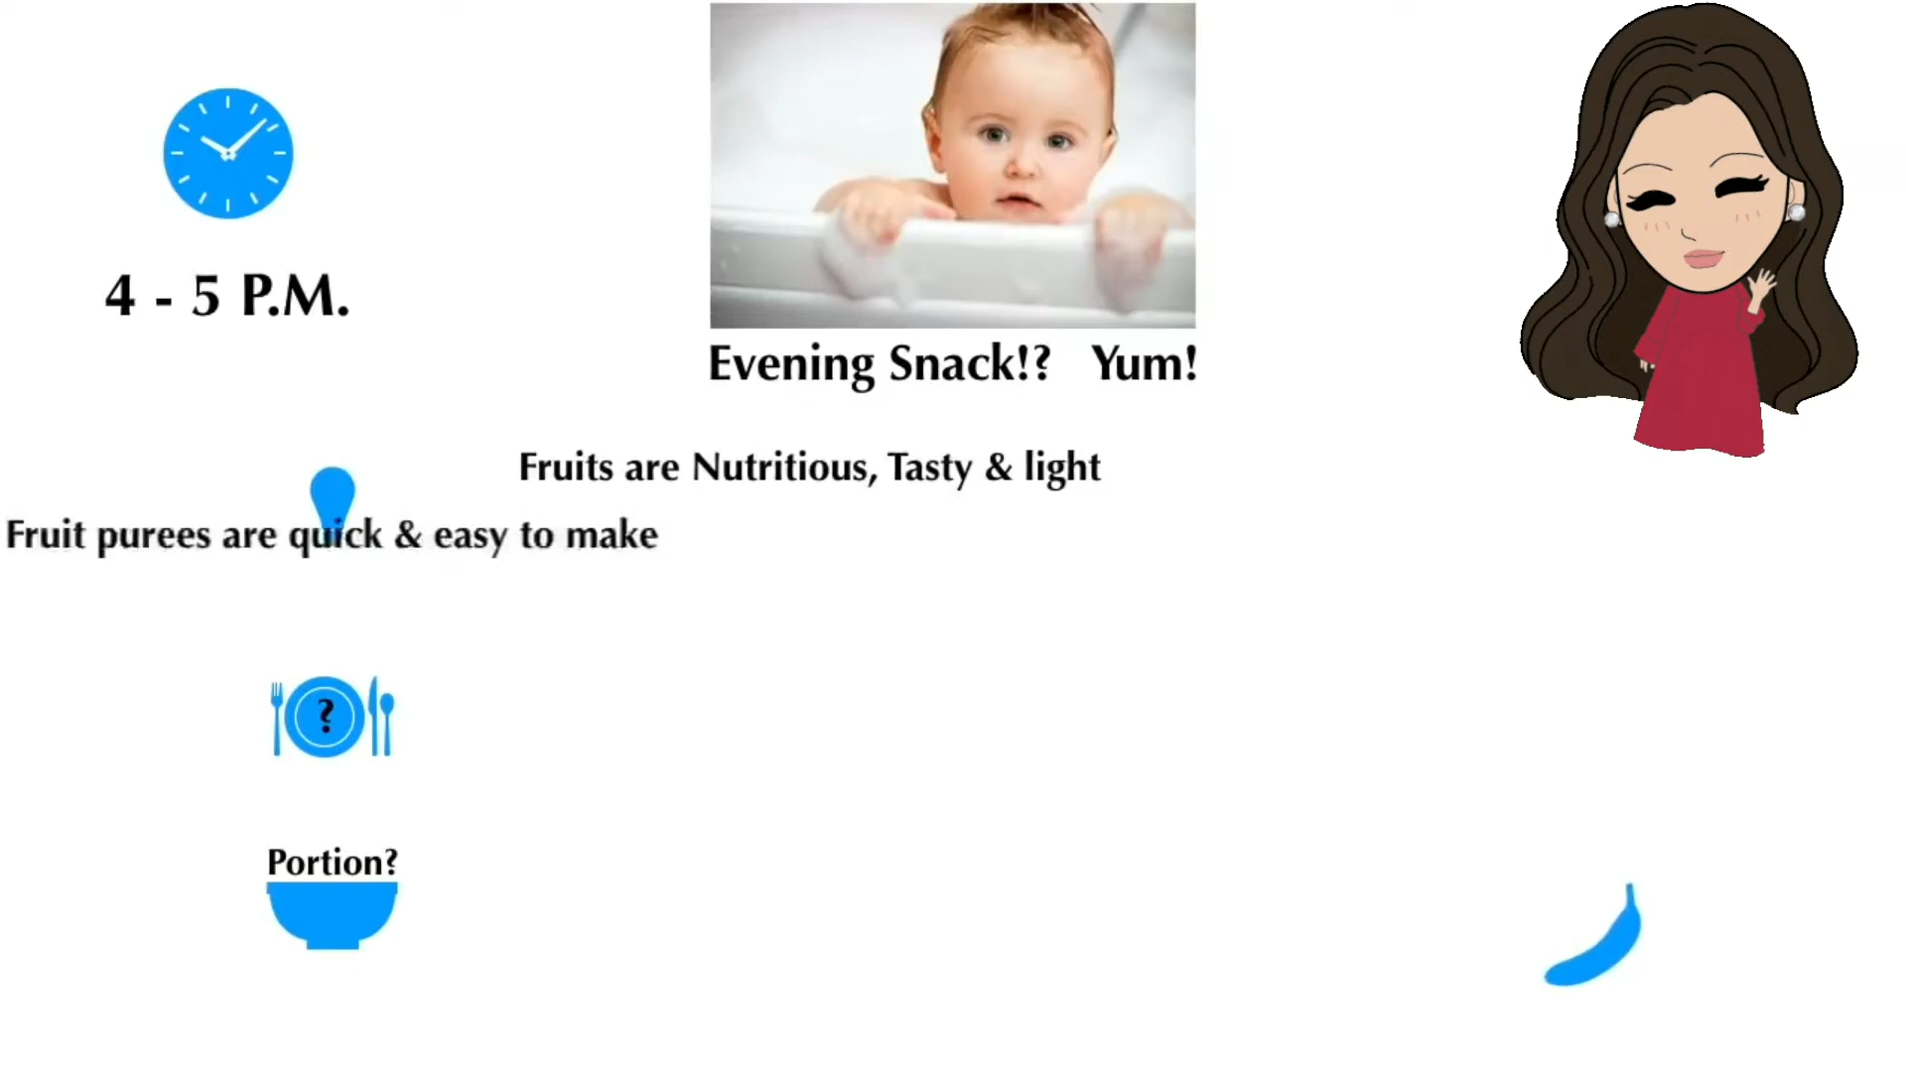 4 - 5 P.M.
Evening Snack!? Yum!
Fruits are Nutritious, Tasty & light
Fruit purees are quick & easy to make
?
Portion?